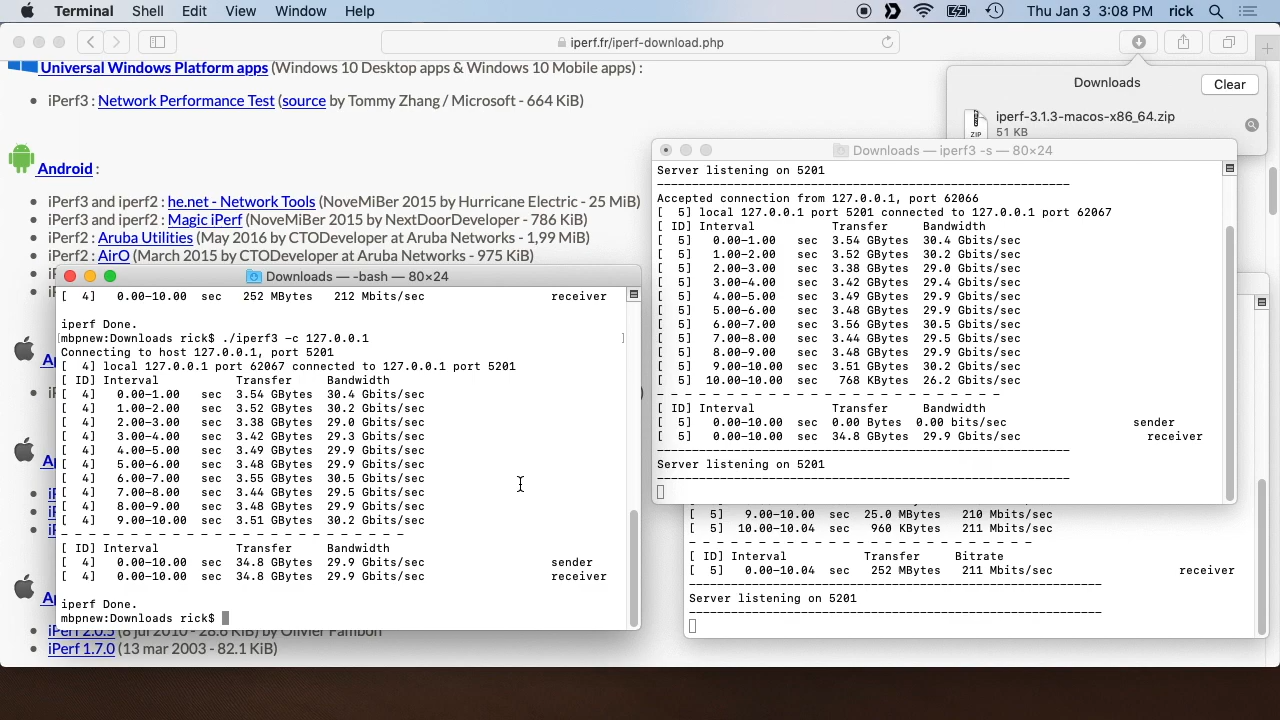 Terminal Shell Edit View Window Help Thu Jan 3 3:08 PM rick
iperf.fr/iperf-download.php
Universal Windows Platform apps (Windows 10 Desktop apps & Windows 10 Mobile apps) :
iPerf3 : Network Performance Test (source by Tommy Zhang / Microsoft - 664 KiB)
Android :
iPerf3 and iperf2 : he.net - Network Tools (NoveMiBer 2015 by Hurricane Electric - 25 MiB)
iPerf3 and iperf2 : Magic iPerf (NoveMiBer 2015 by NextDoorDeveloper - 786 KiB)
iPerf2 : Aruba Utilities (May 2016 by CTODeveloper at Aruba Networks - 1,99 MiB)
iPerf2 : AirO (March 2015 by CTODeveloper at Aruba Networks - 975 KiB)
iPerf 2.0.5 (8 jul 2010 - 28.6 KiB) by Olivier Pambon
iPerf 1.7.0 (13 mar 2003 - 82.1 KiB)
Downloads
Clear
iperf-3.1.3-macos-x86_64.zip
ZIP
51 KB
Downloads — -bash — 80×24
[  4]   0.00-10.00  sec   252 MBytes   212 Mbits/sec                  receiver
iperf Done.
[mbpnew:Downloads rick$ ./iperf3 -c 127.0.0.1 ]
Connecting to host 127.0.0.1, port 5201
[  4] local 127.0.0.1 port 62067 connected to 127.0.0.1 port 5201
[ ID] Interval           Transfer     Bandwidth
[  4]   0.00-1.00   sec  3.54 GBytes  30.4 Gbits/sec
[  4]   1.00-2.00   sec  3.52 GBytes  30.2 Gbits/sec
[  4]   2.00-3.00   sec  3.38 GBytes  29.0 Gbits/sec
[  4]   3.00-4.00   sec  3.42 GBytes  29.3 Gbits/sec
[  4]   4.00-5.00   sec  3.49 GBytes  29.9 Gbits/sec
[  4]   5.00-6.00   sec  3.48 GBytes  29.9 Gbits/sec
[  4]   6.00-7.00   sec  3.55 GBytes  30.5 Gbits/sec
[  4]   7.00-8.00   sec  3.44 GBytes  29.5 Gbits/sec
[  4]   8.00-9.00   sec  3.48 GBytes  29.9 Gbits/sec
[  4]   9.00-10.00  sec  3.51 GBytes  30.2 Gbits/sec
- - - - - - - - - - - - - - - - - - - - - - - - -
[ ID] Interval           Transfer     Bandwidth
[  4]   0.00-10.00  sec  34.8 GBytes  29.9 Gbits/sec                  sender
[  4]   0.00-10.00  sec  34.8 GBytes  29.9 Gbits/sec                  receiver
iperf Done.
mbpnew:Downloads rick$
Downloads — iperf3 -s — 80×24
Server listening on 5201
-----------------------------------------------------------
Accepted connection from 127.0.0.1, port 62066
[  5] local 127.0.0.1 port 5201 connected to 127.0.0.1 port 62067
[ ID] Interval           Transfer     Bandwidth
[  5]   0.00-1.00   sec  3.54 GBytes  30.4 Gbits/sec
[  5]   1.00-2.00   sec  3.52 GBytes  30.2 Gbits/sec
[  5]   2.00-3.00   sec  3.38 GBytes  29.0 Gbits/sec
[  5]   3.00-4.00   sec  3.42 GBytes  29.4 Gbits/sec
[  5]   4.00-5.00   sec  3.49 GBytes  29.9 Gbits/sec
[  5]   5.00-6.00   sec  3.48 GBytes  29.9 Gbits/sec
[  5]   6.00-7.00   sec  3.56 GBytes  30.5 Gbits/sec
[  5]   7.00-8.00   sec  3.44 GBytes  29.5 Gbits/sec
[  5]   8.00-9.00   sec  3.48 GBytes  29.9 Gbits/sec
[  5]   9.00-10.00  sec  3.51 GBytes  30.2 Gbits/sec
[  5]  10.00-10.00  sec   768 KBytes  26.2 Gbits/sec
- - - - - - - - - - - - - - - - - - - - - - - - -
[ ID] Interval           Transfer     Bandwidth
[  5]   0.00-10.00  sec  0.00 Bytes  0.00 bits/sec                  sender
[  5]   0.00-10.00  sec  34.8 GBytes  29.9 Gbits/sec                  receiver
-----------------------------------------------------------
Server listening on 5201
-----------------------------------------------------------
[  5]   9.00-10.00  sec  25.0 MBytes   210 Mbits/sec
[  5]  10.00-10.04  sec   960 KBytes   211 Mbits/sec
- - - - - - - - - - - - - - - - - - - - - - - - -
[ ID] Interval           Transfer     Bitrate
[  5]   0.00-10.04  sec   252 MBytes   211 Mbits/sec                  receiver
-----------------------------------------------------------
Server listening on 5201
-----------------------------------------------------------